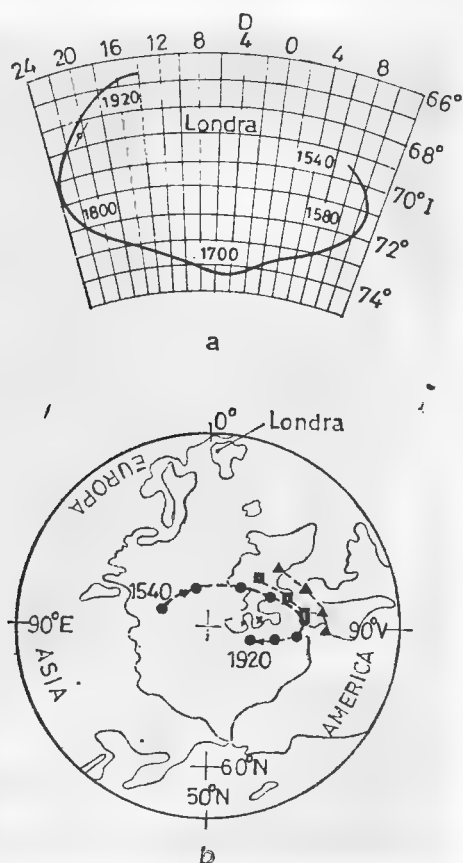 D
24 20 16 12 8 4 0 4 8
66°
1920
Londra
1540
68°
70° I
1800
1580
1700
72°
74°
a
0°
Londra
EUROPA
1540
90°E
90°V
1920
ASIA
AMERICA
60°N
50°N
b